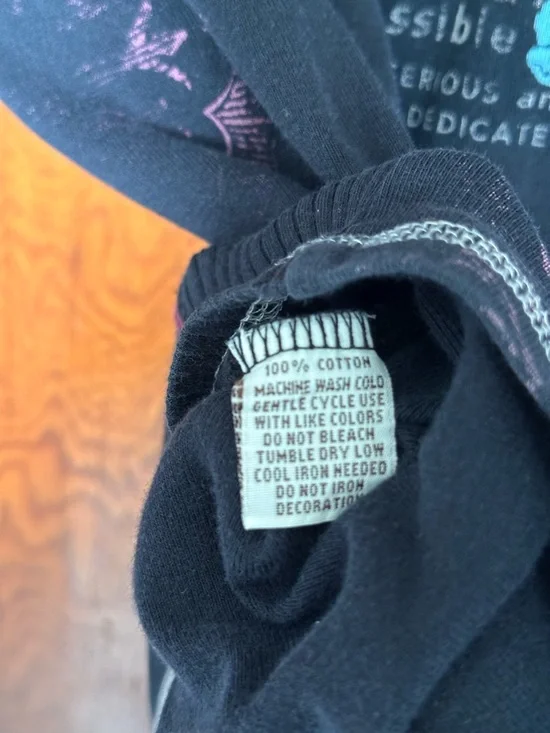 ssible
ERIOUS an
DEDICATE
100% COTTON
MACHINE WASH COLD
GENTLE CYCLE USE
WITH LIKE COLORS
DO NOT BLEACH
TUMBLE DRY LOW
COOL IRON NEEDED
DO NOT IRON
DECORATION